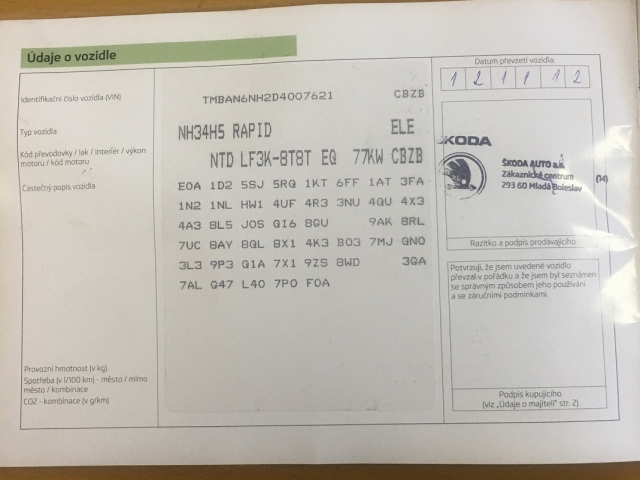 Údaje o vozidle
Datum převzetí vozidla:
1 2 1 1 1 2
Identifikační číslo vozidla (VIN)
TMBAN6NH2D4007621 CBZB
Typ vozidla
NH34H5 RAPID ELE
Kód převodovky / lak / interiér / výkon
motoru / kód motoru
NTD LF3K-8T8T EQ 77KW CBZB
Částečný popis vozidla
E0A 1D2 5SJ 5RQ 1KT 6FF 1AT 3FA
1N2 1NL HW1 4UF 4R3 3NU 4GU 4X3
4A3 8L5 J0S QI6 8GU 9AK 8RL
7UC 8AY 8QL 8X1 4K3 B03 7MJ QN0
3L3 9P3 Q1A 7X1 9ZS 8WD 3GA
7AL G47 L40 7P0 F0A
ŠKODA
ŠKODA AUTO a.s.
Zákaznické centrum
293 60 Mladá Boleslav
(14)
Razítko a podpis prodávajícího
Potvrzuji, že jsem uvedené vozidlo
převzal v pořádku a že jsem byl seznámen
se správným způsobem jeho používání
a se záručními podmínkami.
Provozní hmotnost (v kg)
Spotřeba (v l/100 km) - město / mimo
město / kombinace
CO2 - kombinace (v g/km)
Podpis kupujícího
(viz „Údaje o majiteli" str. 2)